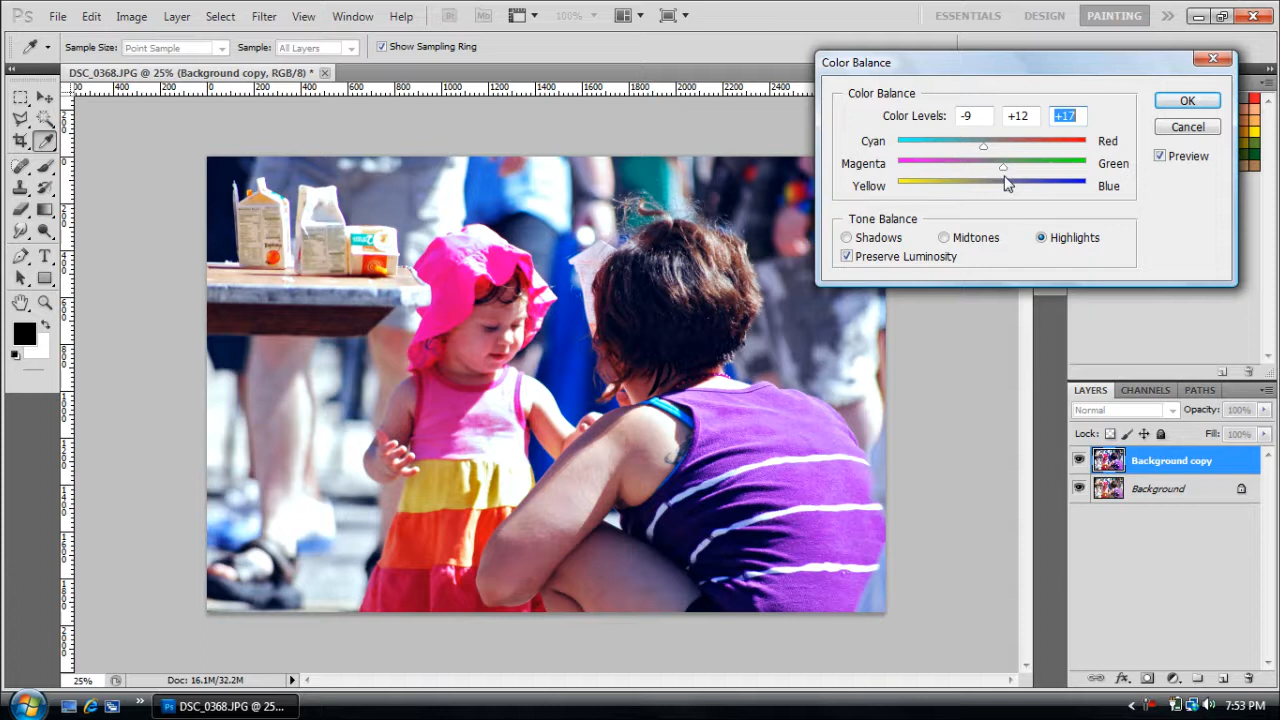 Ps File Edit Image Layer Select Filter View Window Help Br Mb 100% ESSENTIALS DESIGN PAINTING
Sample Size: Point Sample Sample: All Layers Show Sampling Ring
DSC_0368.JPG @ 25% (Background copy, RGB/8) *
Color Balance
Color Balance
Color Levels: -9 +12 +17
Cyan Red
Magenta Green
Yellow Blue
Tone Balance
Shadows Midtones Highlights
Preserve Luminosity
OK
Cancel
Preview
LAYERS CHANNELS PATHS
Normal Opacity: 100%
Lock: Fill: 100%
Background copy
Background
25% Doc: 16.1M/32.2M
DSC_0368.JPG @ 25... 7:53 PM